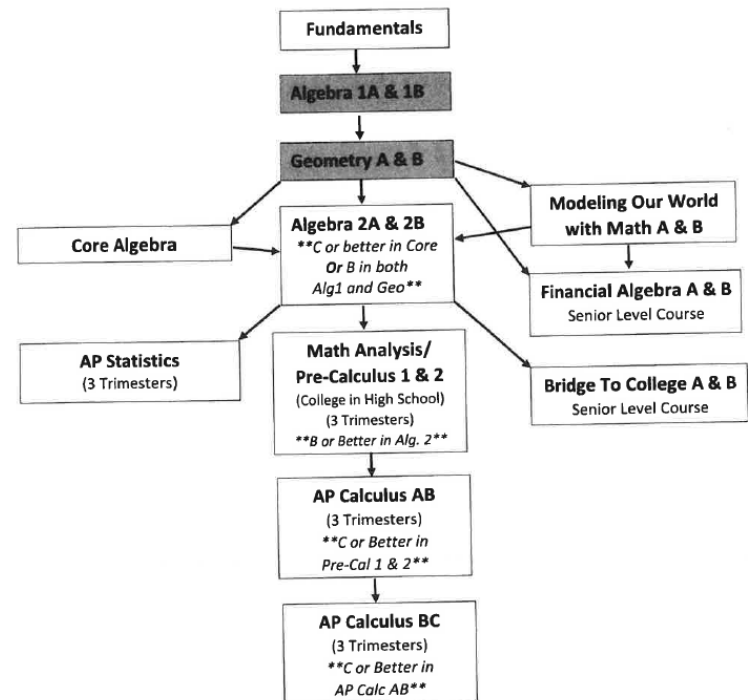 Fundamentals
Algebra 1A & 1B
Geometry A & B
Modeling Our World
with Math A & B
Core Algebra
Algebra 2A & 2B
**C or better in Core
Or B in both
Alg1 and Geo**
Financial Algebra A & B
Senior Level Course
AP Statistics
(3 Trimesters)
Math Analysis/
Pre-Calculus 1 & 2
(College in High School)
(3 Trimesters)
**B or Better in Alg. 2**
Bridge To College A & B
Senior Level Course
AP Calculus AB
(3 Trimesters)
**C or Better in
Pre-Cal 1 & 2**
AP Calculus BC
(3 Trimesters)
**C or Better in
AP Calc AB**